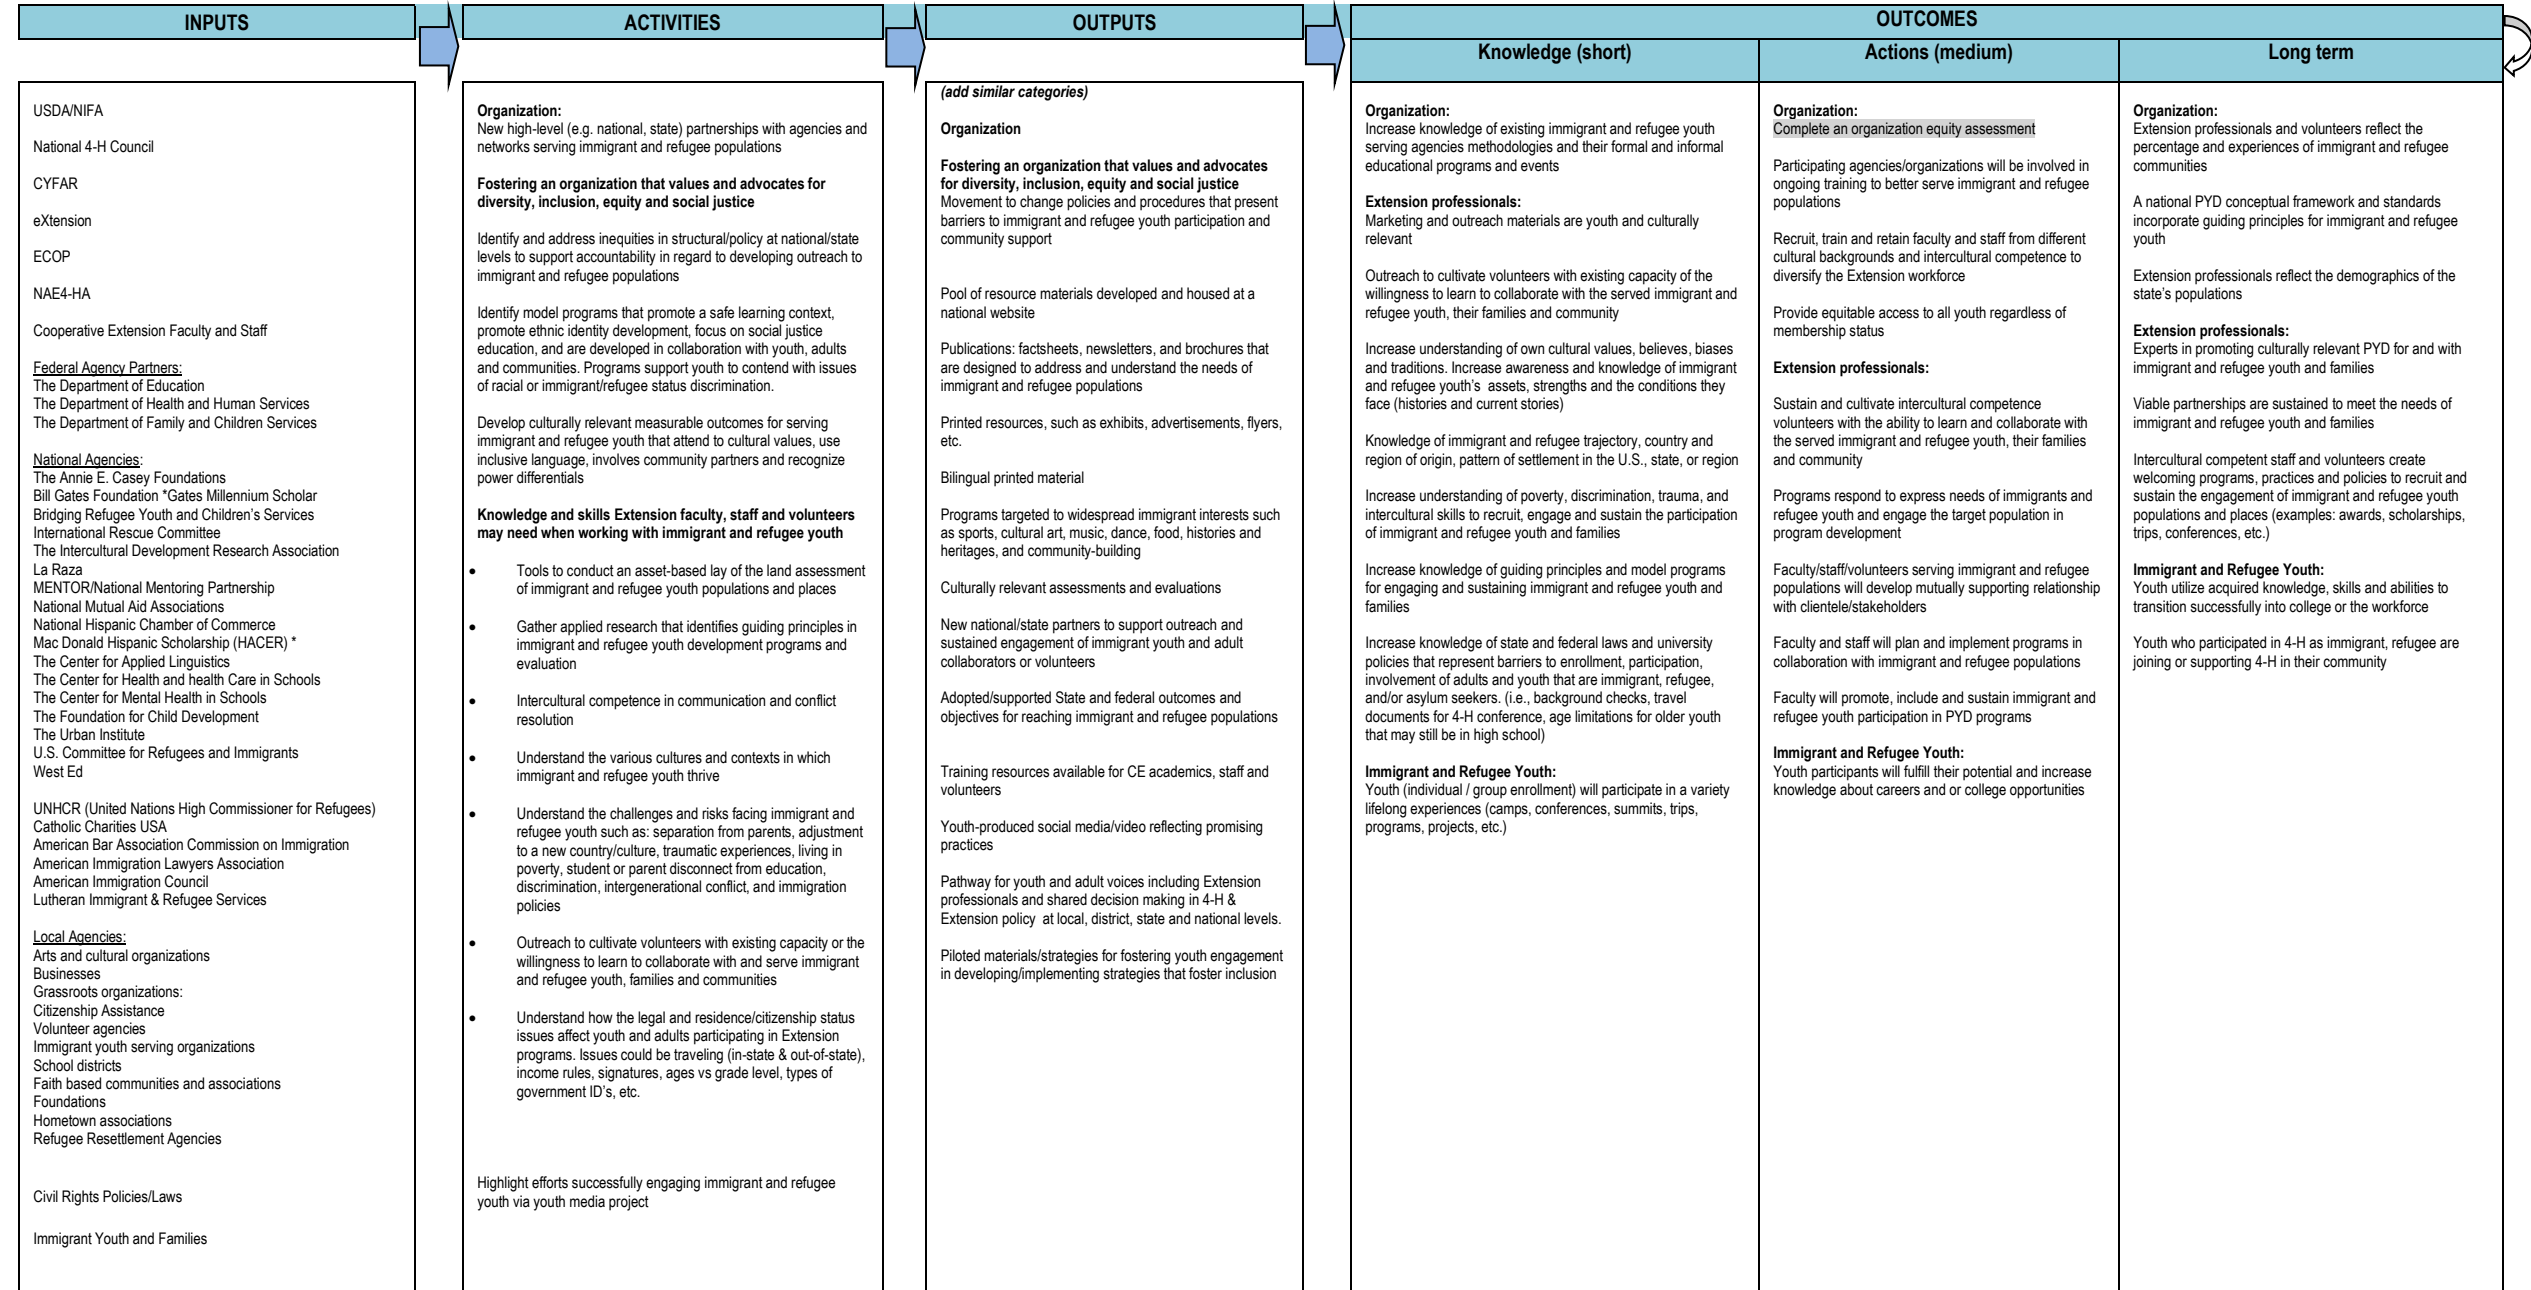 INPUTS
USDA/NIFA
National 4-H Council
CYFAR
eXtension
ECOP
NAE4-HA
Cooperative Extension Faculty and Staff
Federal Agency Partners:
The Department of Education
The Department of Health and Human Services
The Department of Family and Children Services
National Agencies:
The Annie E. Casey Foundations
Bill Gates Foundation *Gates Millennium Scholar
Bridging Refugee Youth and Children's Services
International Rescue Committee
The Intercultural Development Research Association
La Raza
MENTOR/National Mentoring Partnership
National Mutual Aid Associations
National Hispanic Chamber of Commerce
Mac Donald Hispanic Scholarship (HACER) *
The Center for Applied Linguistics
The Center for Health and health Care in Schools
The Center for Mental Health in Schools
The Foundation for Child Development
The Urban Institute
U.S. Committee for Refugees and Immigrants
West Ed
UNHCR (United Nations High Commissioner for Refugees)
Catholic Charities USA
American Bar Association Commission on Immigration
American Immigration Lawyers Association
American Immigration Council
Lutheran Immigrant & Refugee Services
Local Agencies:
Arts and cultural organizations
Businesses
Grassroots organizations:
Citizenship Assistance
Volunteer agencies
Immigrant youth serving organizations
School districts
Faith based communities and associations
Foundations
Hometown associations
Refugee Resettlement Agencies
Civil Rights Policies/Laws
Immigrant Youth and Families
ACTIVITIES
Organization:
New high-level (e.g. national, state) partnerships with agencies and
networks serving immigrant and refugee populations
Fostering an organization that values and advocates for
diversity, inclusion, equity and social justice
Identify and address inequities in structural/policy at national/state
levels to support accountability in regard to developing outreach to
immigrant and refugee populations
Identify model programs that promote a safe learning context,
promote ethnic identity development, focus on social justice
education, and are developed in collaboration with youth, adults
and communities. Programs support youth to contend with issues
of racial or immigrant/refugee status discrimination.
Develop culturally relevant measurable outcomes for serving
immigrant and refugee youth that attend to cultural values, use
inclusive language, involves community partners and recognize
power differentials
Knowledge and skills Extension faculty, staff and volunteers
may need when working with immigrant and refugee youth
• Tools to conduct an asset-based lay of the land assessment
of immigrant and refugee youth populations and places
• Gather applied research that identifies guiding principles in
immigrant and refugee youth development programs and
evaluation
• Intercultural competence in communication and conflict
resolution
• Understand the various cultures and contexts in which
immigrant and refugee youth thrive
• Understand the challenges and risks facing immigrant and
refugee youth such as: separation from parents, adjustment
to a new country/culture, traumatic experiences, living in
poverty, student or parent disconnect from education,
discrimination, intergenerational conflict, and immigration
policies
• Outreach to cultivate volunteers with existing capacity or the
willingness to learn to collaborate with and serve immigrant
and refugee youth, families and communities
• Understand how the legal and residence/citizenship status
issues affect youth and adults participating in Extension
programs. Issues could be traveling (in-state & out-of-state),
income rules, signatures, ages vs grade level, types of
government ID's, etc.
Highlight efforts successfully engaging immigrant and refugee
youth via youth media project
OUTPUTS
(add similar categories)
Organization
Fostering an organization that values and advocates
for diversity, inclusion, equity and social justice
Movement to change policies and procedures that present
barriers to immigrant and refugee youth participation and
community support
Pool of resource materials developed and housed at a
national website
Publications: factsheets, newsletters, and brochures that
are designed to address and understand the needs of
immigrant and refugee populations
Printed resources, such as exhibits, advertisements, flyers,
etc.
Bilingual printed material
Programs targeted to widespread immigrant interests such
as sports, cultural art, music, dance, food, histories and
heritages, and community-building
Culturally relevant assessments and evaluations
New national/state partners to support outreach and
sustained engagement of immigrant youth and adult
collaborators or volunteers
Adopted/supported State and federal outcomes and
objectives for reaching immigrant and refugee populations
Training resources available for CE academics, staff and
volunteers
Youth-produced social media/video reflecting promising
practices
Pathway for youth and adult voices including Extension
professionals and shared decision making in 4-H &
Extension policy at local, district, state and national levels.
Piloted materials/strategies for fostering youth engagement
in developing/implementing strategies that foster inclusion
OUTCOMES
Knowledge (short)
Organization:
Increase knowledge of existing immigrant and refugee youth
serving agencies methodologies and their formal and informal
educational programs and events
Extension professionals:
Marketing and outreach materials are youth and culturally
relevant
Outreach to cultivate volunteers with existing capacity of the
willingness to learn to collaborate with the served immigrant and
refugee youth, their families and community
Increase understanding of own cultural values, believes, biases
and traditions. Increase awareness and knowledge of immigrant
and refugee youth's assets, strengths and the conditions they
face (histories and current stories)
Knowledge of immigrant and refugee trajectory, country and
region of origin, pattern of settlement in the U.S., state, or region
Increase understanding of poverty, discrimination, trauma, and
intercultural skills to recruit, engage and sustain the participation
of immigrant and refugee youth and families
Increase knowledge of guiding principles and model programs
for engaging and sustaining immigrant and refugee youth and
families
Increase knowledge of state and federal laws and university
policies that represent barriers to enrollment, participation,
involvement of adults and youth that are immigrant, refugee,
and/or asylum seekers. (i.e., background checks, travel
documents for 4-H conference, age limitations for older youth
that may still be in high school)
Immigrant and Refugee Youth:
Youth (individual / group enrollment) will participate in a variety
lifelong experiences (camps, conferences, summits, trips,
programs, projects, etc.)
Actions (medium)
Organization:
Complete an organization equity assessment
Participating agencies/organizations will be involved in
ongoing training to better serve immigrant and refugee
populations
Recruit, train and retain faculty and staff from different
cultural backgrounds and intercultural competence to
diversify the Extension workforce
Provide equitable access to all youth regardless of
membership status
Extension professionals:
Sustain and cultivate intercultural competence
volunteers with the ability to learn and collaborate with
the served immigrant and refugee youth, their families
and community
Programs respond to express needs of immigrants and
refugee youth and engage the target population in
program development
Faculty/staff/volunteers serving immigrant and refugee
populations will develop mutually supporting relationship
with clientele/stakeholders
Faculty and staff will plan and implement programs in
collaboration with immigrant and refugee populations
Faculty will promote, include and sustain immigrant and
refugee youth participation in PYD programs
Immigrant and Refugee Youth:
Youth participants will fulfill their potential and increase
knowledge about careers and or college opportunities
Long term
Organization:
Extension professionals and volunteers reflect the
percentage and experiences of immigrant and refugee
communities
A national PYD conceptual framework and standards
incorporate guiding principles for immigrant and refugee
youth
Extension professionals reflect the demographics of the
state's populations
Extension professionals:
Experts in promoting culturally relevant PYD for and with
immigrant and refugee youth and families
Viable partnerships are sustained to meet the needs of
immigrant and refugee youth and families
Intercultural competent staff and volunteers create
welcoming programs, practices and policies to recruit and
sustain the engagement of immigrant and refugee youth
populations and places (examples: awards, scholarships,
trips, conferences, etc.)
Immigrant and Refugee Youth:
Youth utilize acquired knowledge, skills and abilities to
transition successfully into college or the workforce
Youth who participated in 4-H as immigrant, refugee are
joining or supporting 4-H in their community